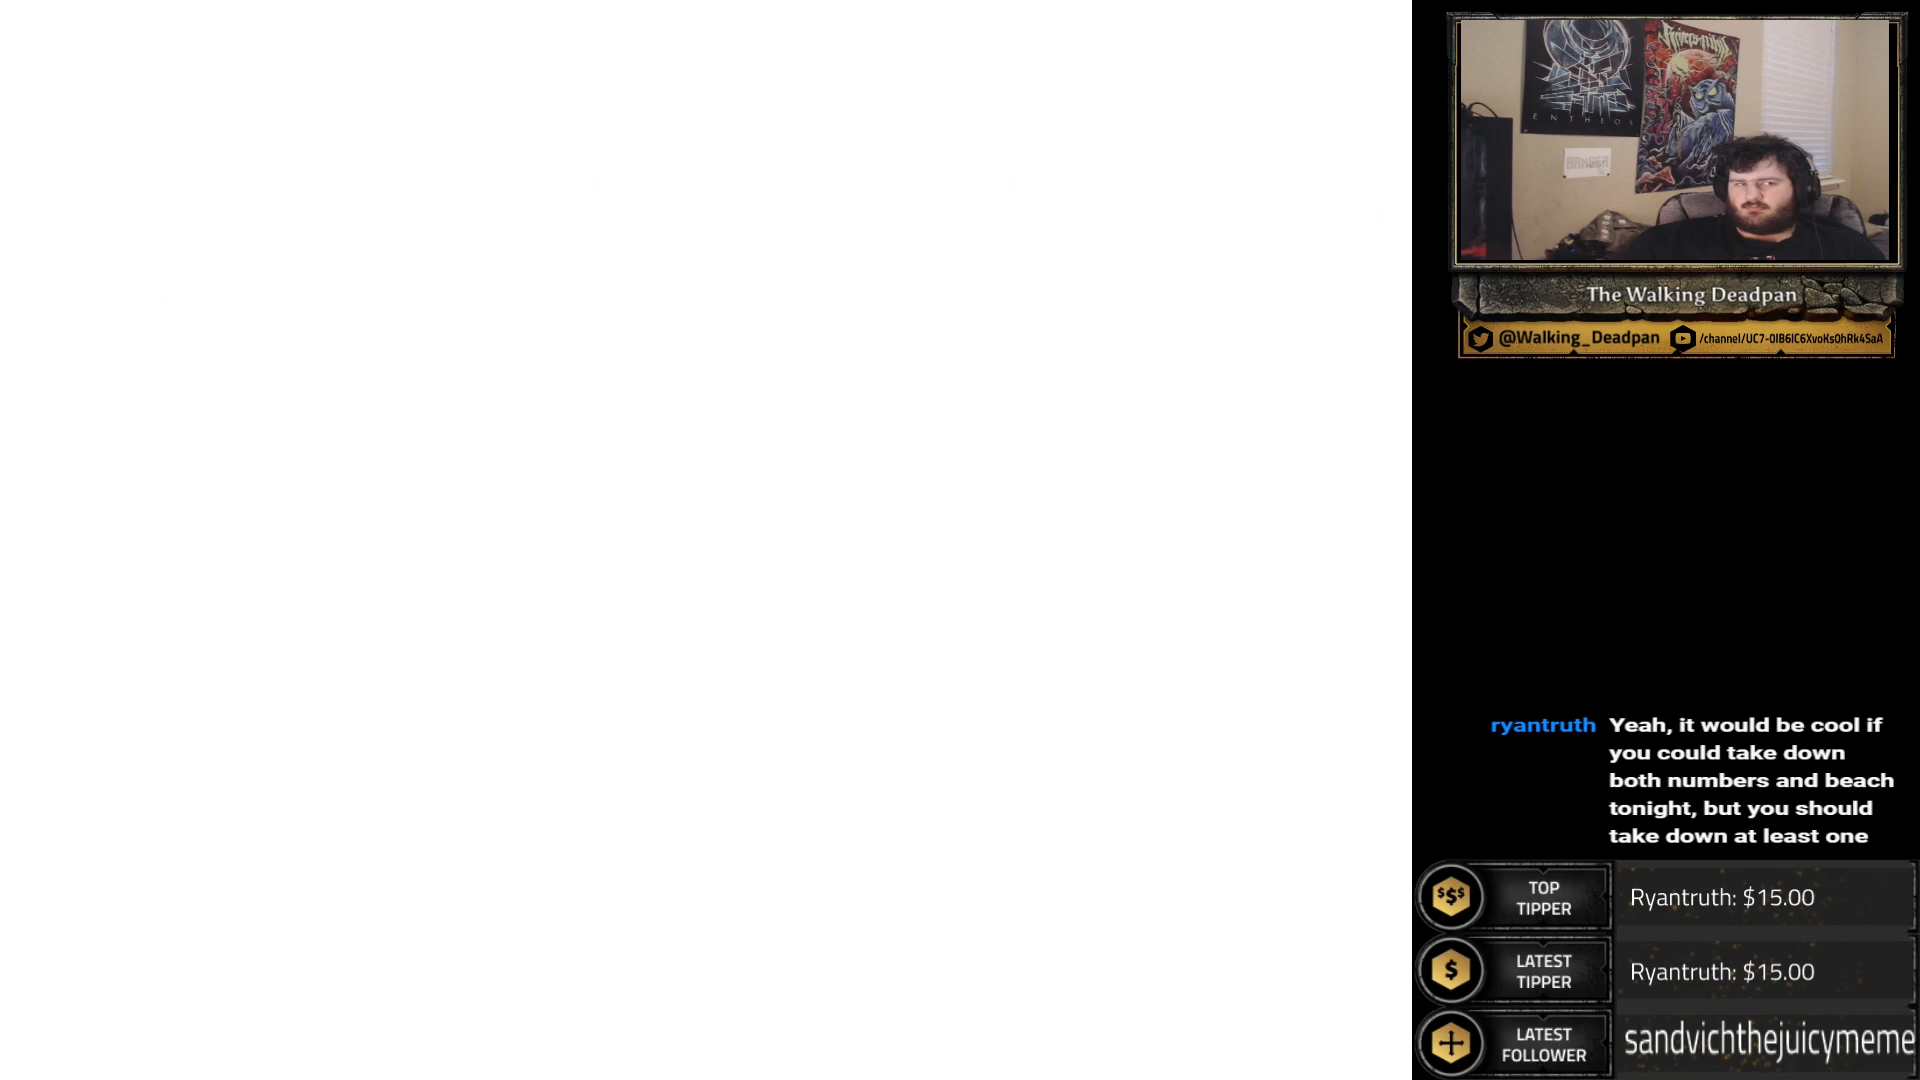 ENTHEOS
BANGER
The Walking Deadpan
@Walking_Deadpan
/channel/UC7-0IB6IC6XvoKs0hRk4SaA
ryantruth Yeah, it would be cool if
you could take down
both numbers and beach
tonight, but you should
take down at least one
$$$ TOP
TIPPER
Ryantruth: $15.00
$ LATEST
TIPPER
Ryantruth: $15.00
LATEST
FOLLOWER
sandvichthejuicymeme